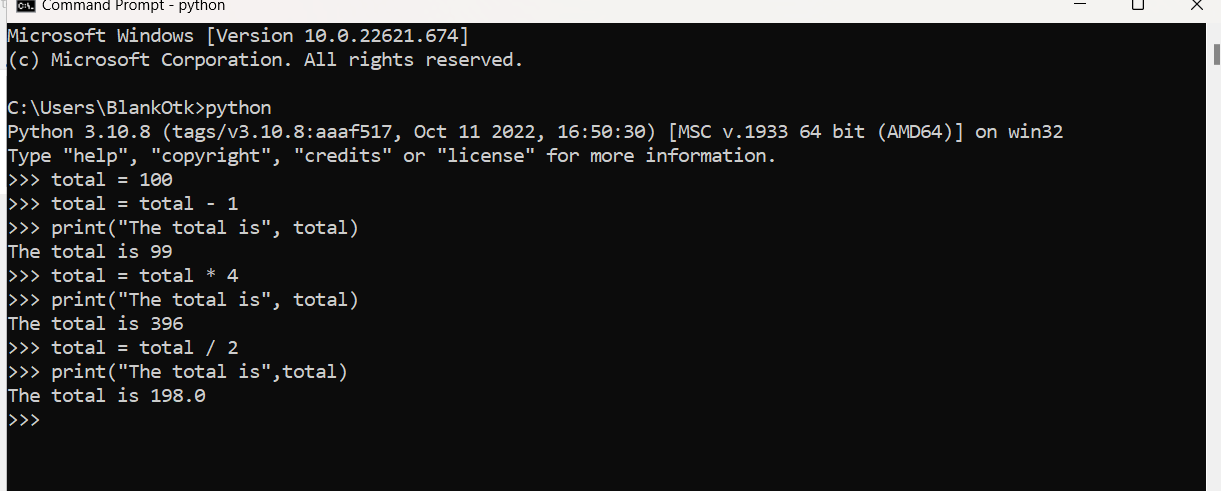 Command Prompt - python
Microsoft Windows [Version 10.0.22621.674]
(c) Microsoft Corporation. All rights reserved.
C:\Users\BlankOtk>python
Python 3.10.8 (tags/v3.10.8:aaaf517, Oct 11 2022, 16:50:30) [MSC v.1933 64 bit (AMD64)] on win32
Type "help", "copyright", "credits" or "license" for more information.
>>> total = 100
>>> total = total - 1
>>> print("The total is", total)
The total is 99
>>> total = total * 4
>>> print("The total is", total)
The total is 396
>>> total = total / 2
>>> print("The total is",total)
The total is 198.0
>>>